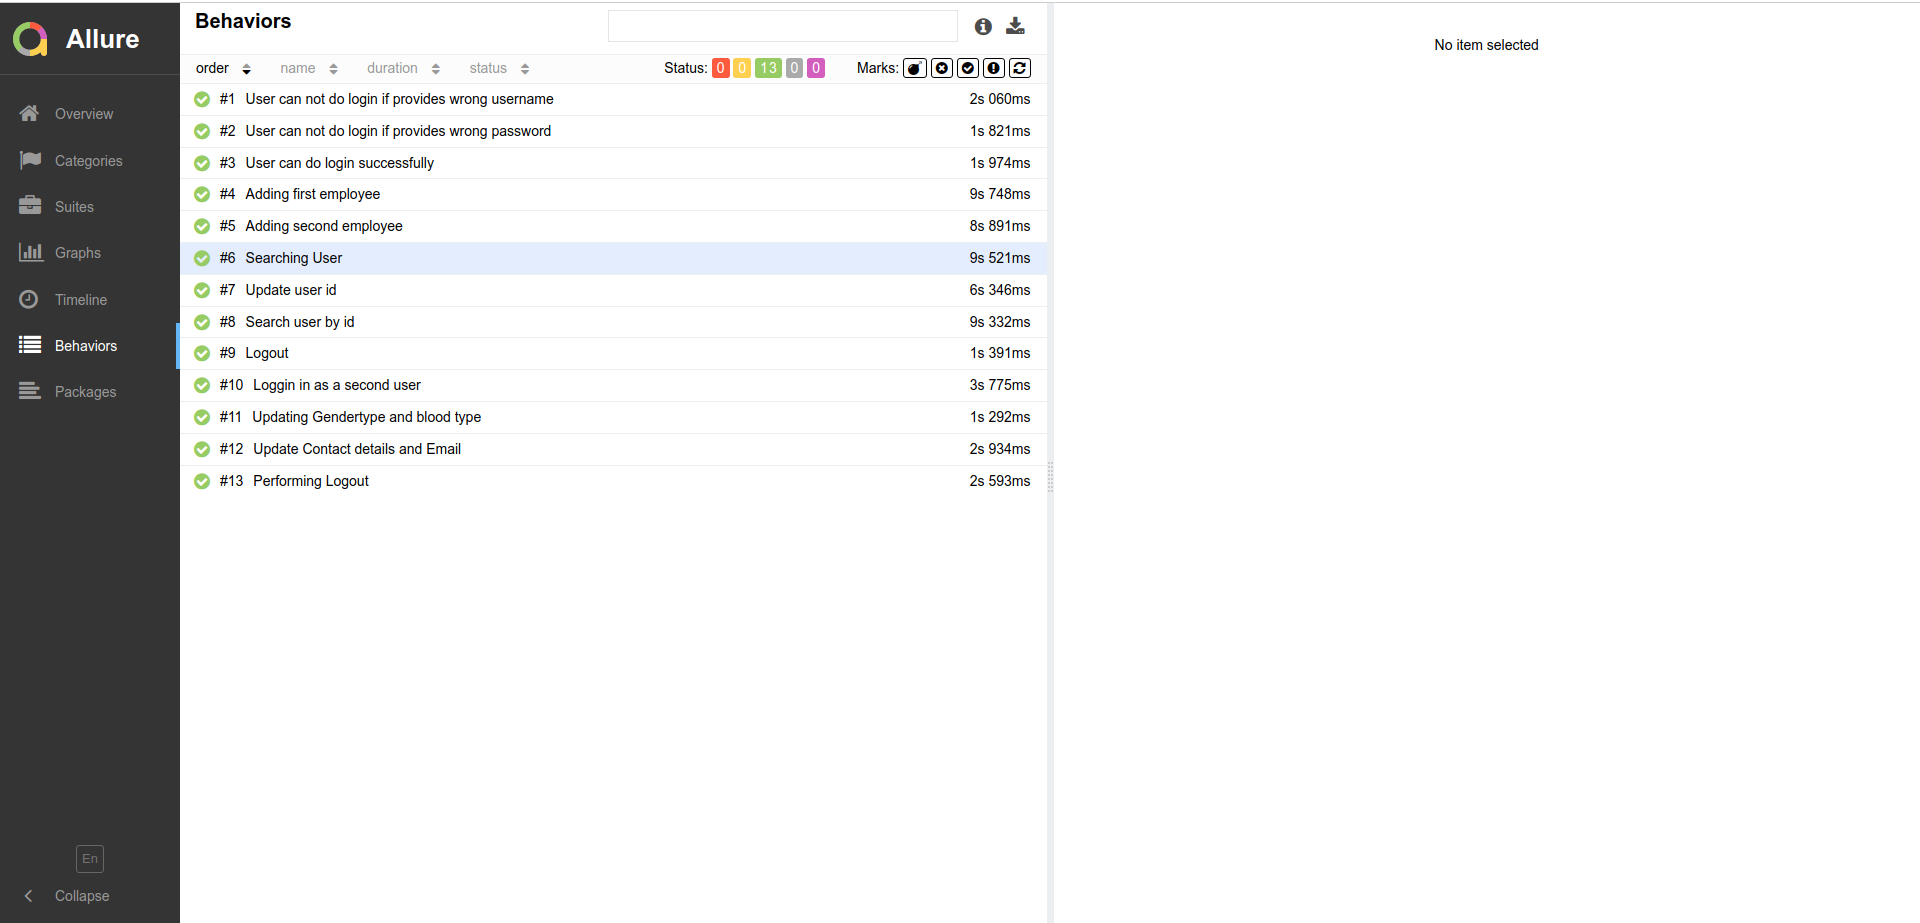 Allure
Overview
Categories
Suites
Graphs
Timeline
Behaviors
Packages
En
Collapse
Behaviors
order name duration status Status: 0 0 13 0 0 Marks:
#1 User can not do login if provides wrong username 2s 060ms
#2 User can not do login if provides wrong password 1s 821ms
#3 User can do login successfully 1s 974ms
#4 Adding first employee 9s 748ms
#5 Adding second employee 8s 891ms
#6 Searching User 9s 521ms
#7 Update user id 6s 346ms
#8 Search user by id 9s 332ms
#9 Logout 1s 391ms
#10 Loggin in as a second user 3s 775ms
#11 Updating Gendertype and blood type 1s 292ms
#12 Update Contact details and Email 2s 934ms
#13 Performing Logout 2s 593ms
No item selected